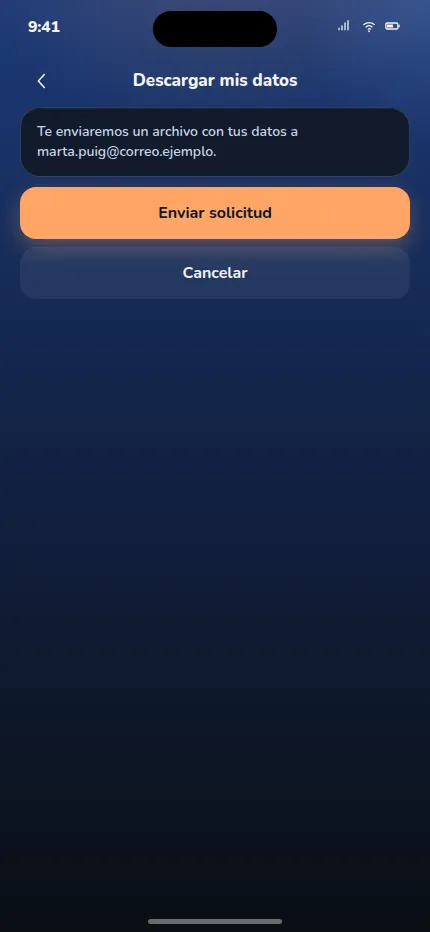 9:41
Descargar mis datos
Te enviaremos un archivo con tus datos a
marta.puig@correo.ejemplo.
Enviar solicitud
Cancelar